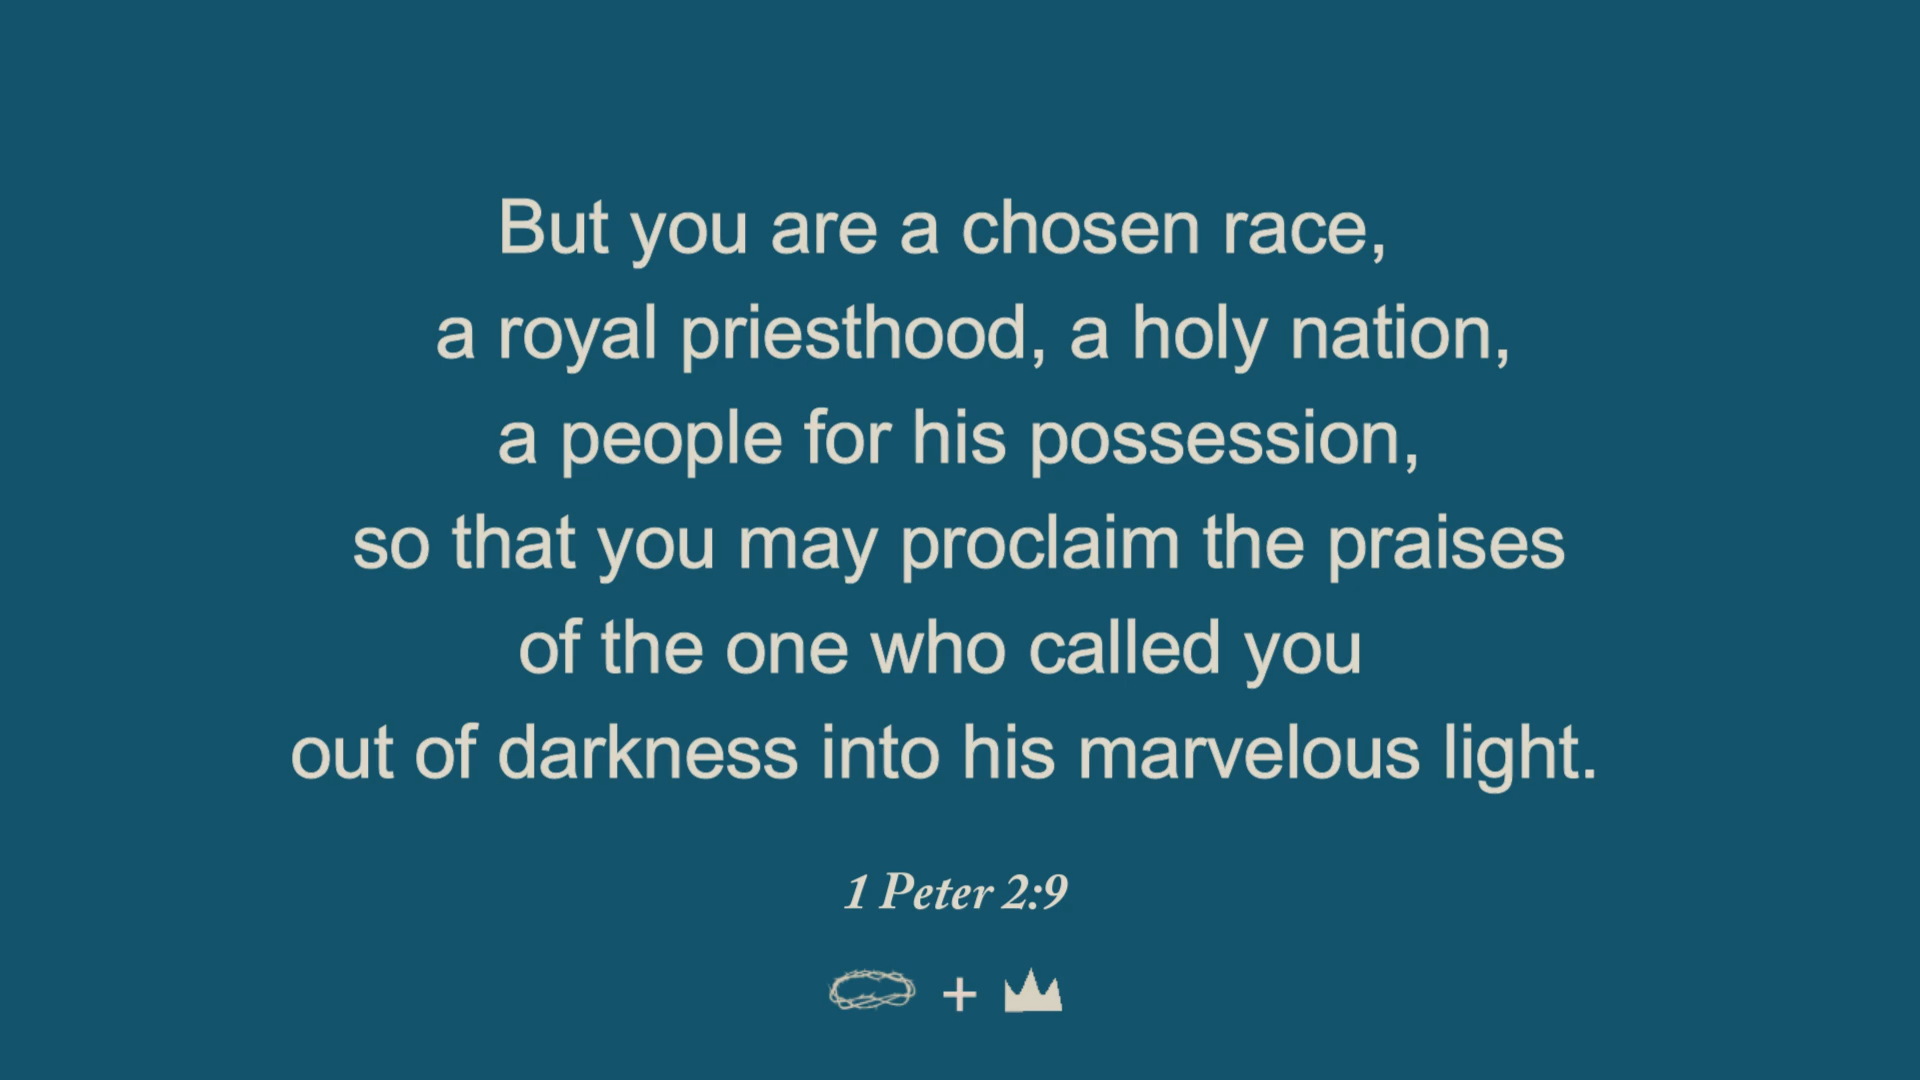 But you are a chosen race,
a royal priesthood, a holy nation,
a people for his possession,
so that you may proclaim the praises
of the one who called you
out of darkness into his marvelous light.
1 Peter 2:9
+